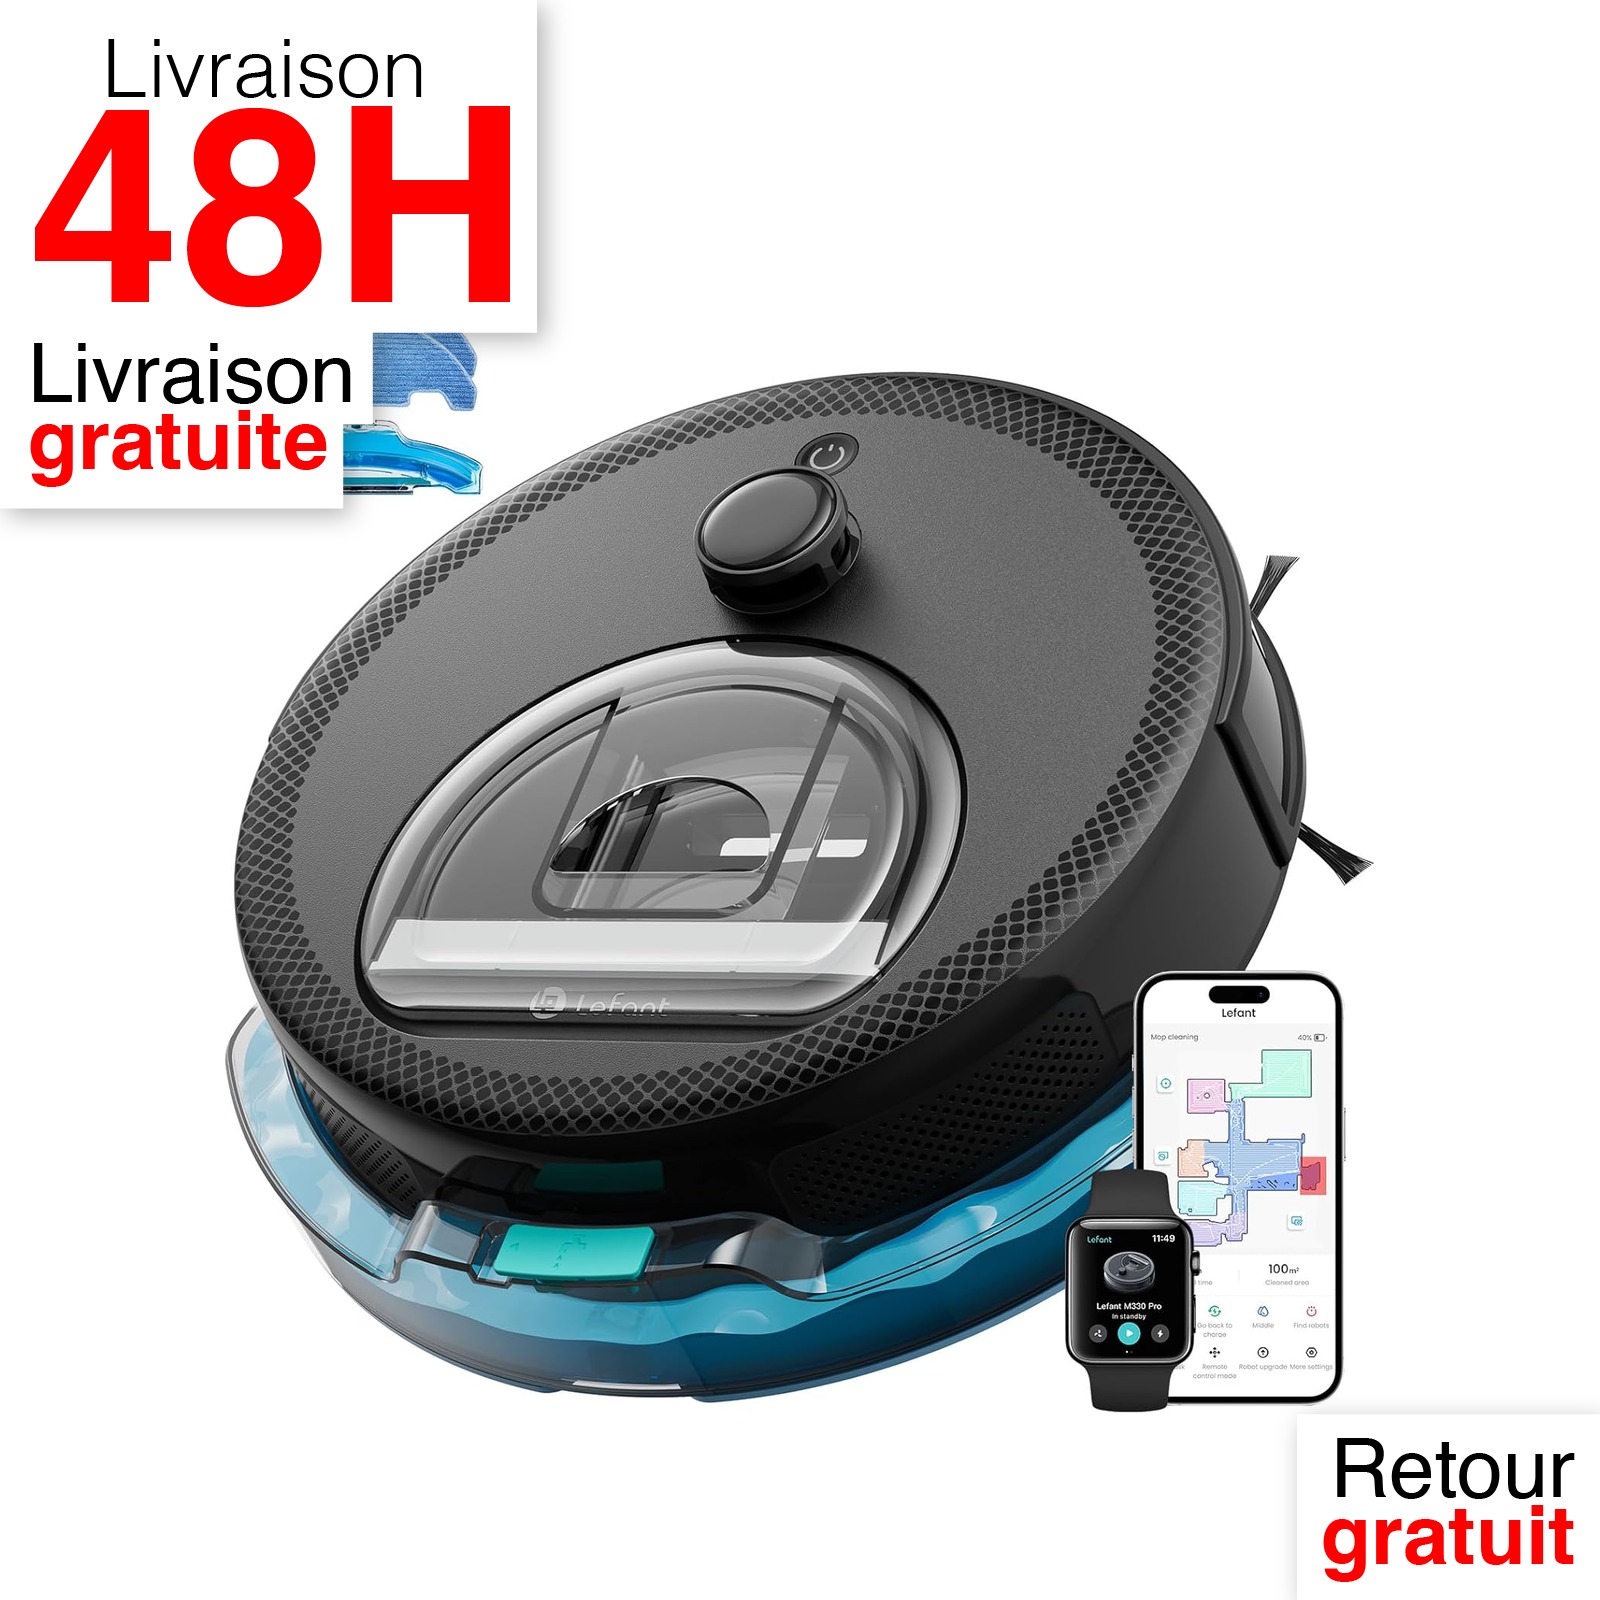 Livraison
48H
Livraison
gratuite
Lefant
Lefant
Mop cleaning
40%
100m²
time
Cleaned area
Go back to
charge
Middle
Find robots
Remote
control mode
Robot upgrade
More settings
Lefant
11:49
Lefant M330 Pro
In standby
Retour
gratuit